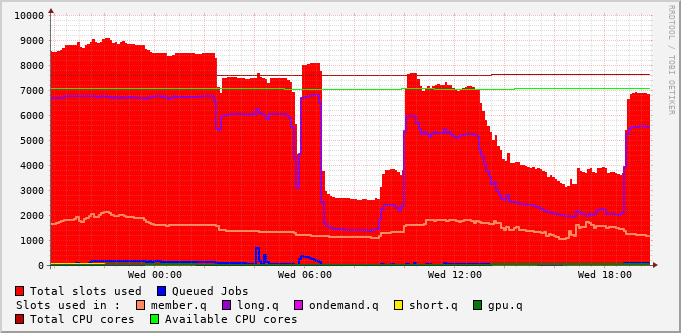 10000
9000
8000
7000
6000
5000
4000
3000
2000
1000
0
Wed 00:00 Wed 06:00 Wed 12:00 Wed 18:00
RRDTOOL / TOBI OETIKER
Total slots used Queued Jobs
Slots used in : member.q long.q ondemand.q short.q gpu.q
Total CPU cores Available CPU cores